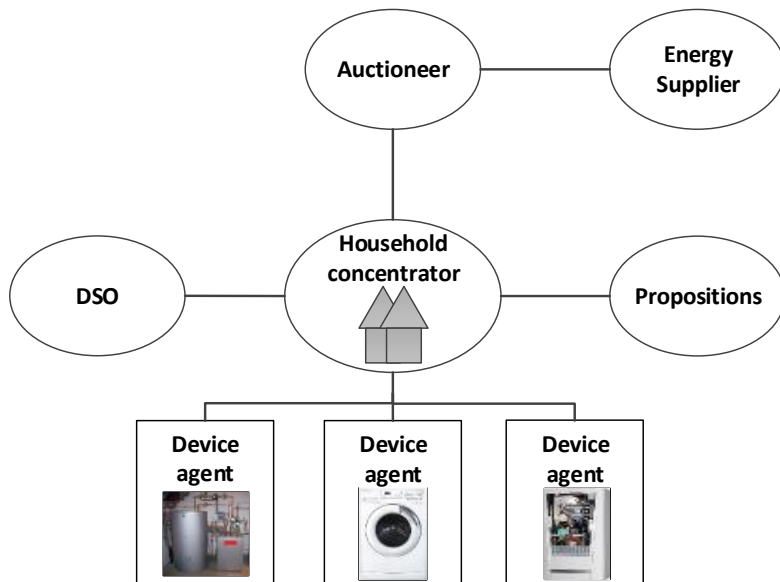 Auctioneer
Energy
Supplier
Household
concentrator
DSO
Propositions
Device
agent
Device
agent
Device
agent